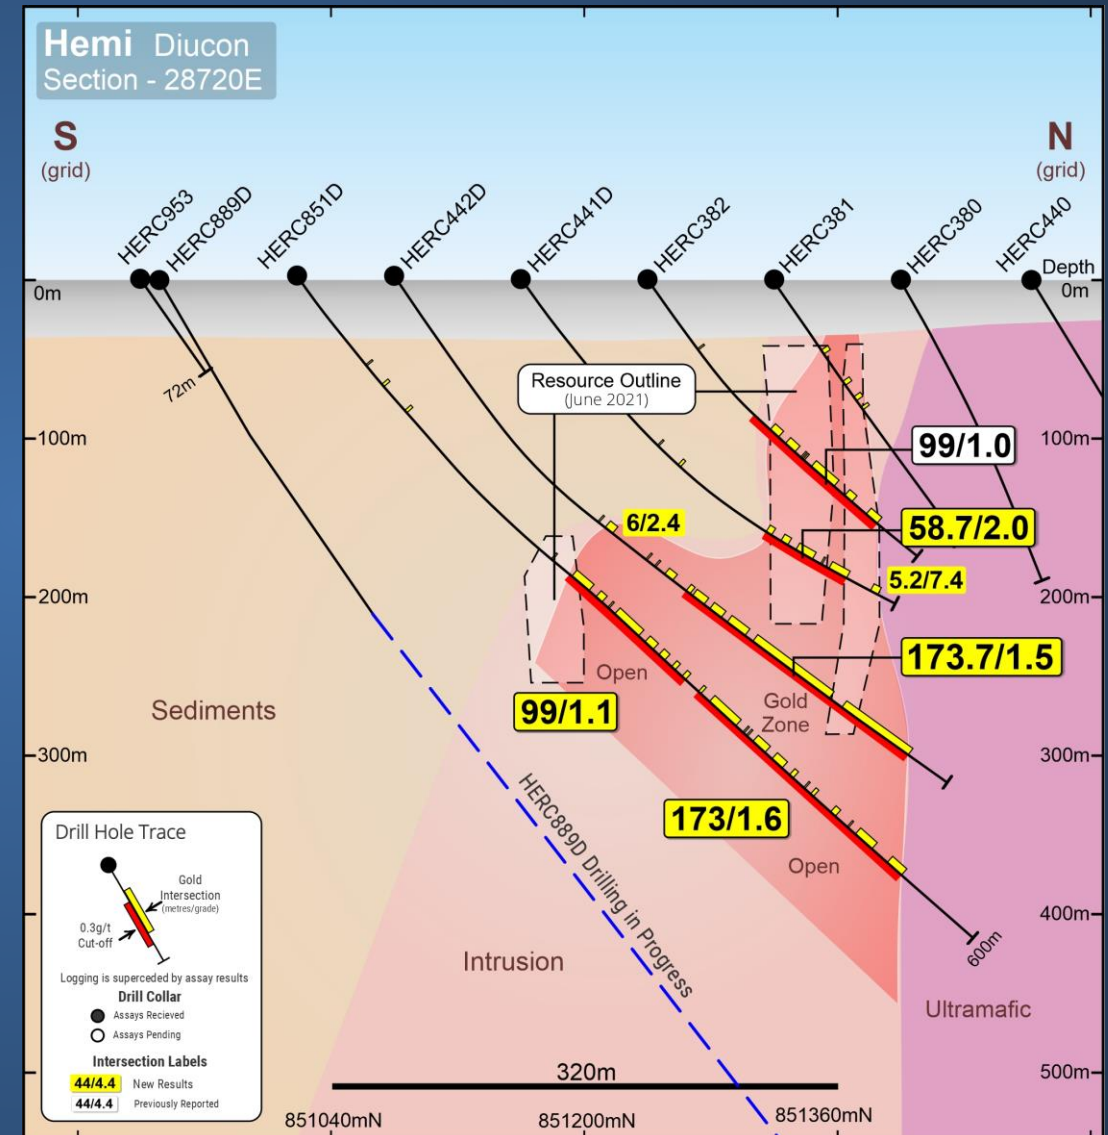 Hemi Diucon
Section - 28720E
S
(grid)
N
(grid)
HERC953
HERC889D
HERC851D
HERC442D
HERC441D
HERC382
HERC381
HERC380
HERC440
Depth
0m
0m
72m
Resource Outline
(June 2021)
100m
100m
99/1.0
6/2.4
58.7/2.0
5.2/7.4
200m
200m
173.7/1.5
Open
Gold
Zone
99/1.1
Sediments
300m
300m
173/1.6
HERC889D Drilling in Progress
Open
400m
600m
Intrusion
Ultramafic
500m
320m
851040mN
851200mN
851360mN
Drill Hole Trace
Gold
Intersection
(metres/grade)
0.3g/t
Cut-off
Logging is superceded by assay results
Drill Collar
Assays Recieved
Assays Pending
Intersection Labels
44/4.4 New Results
44/4.4 Previously Reported